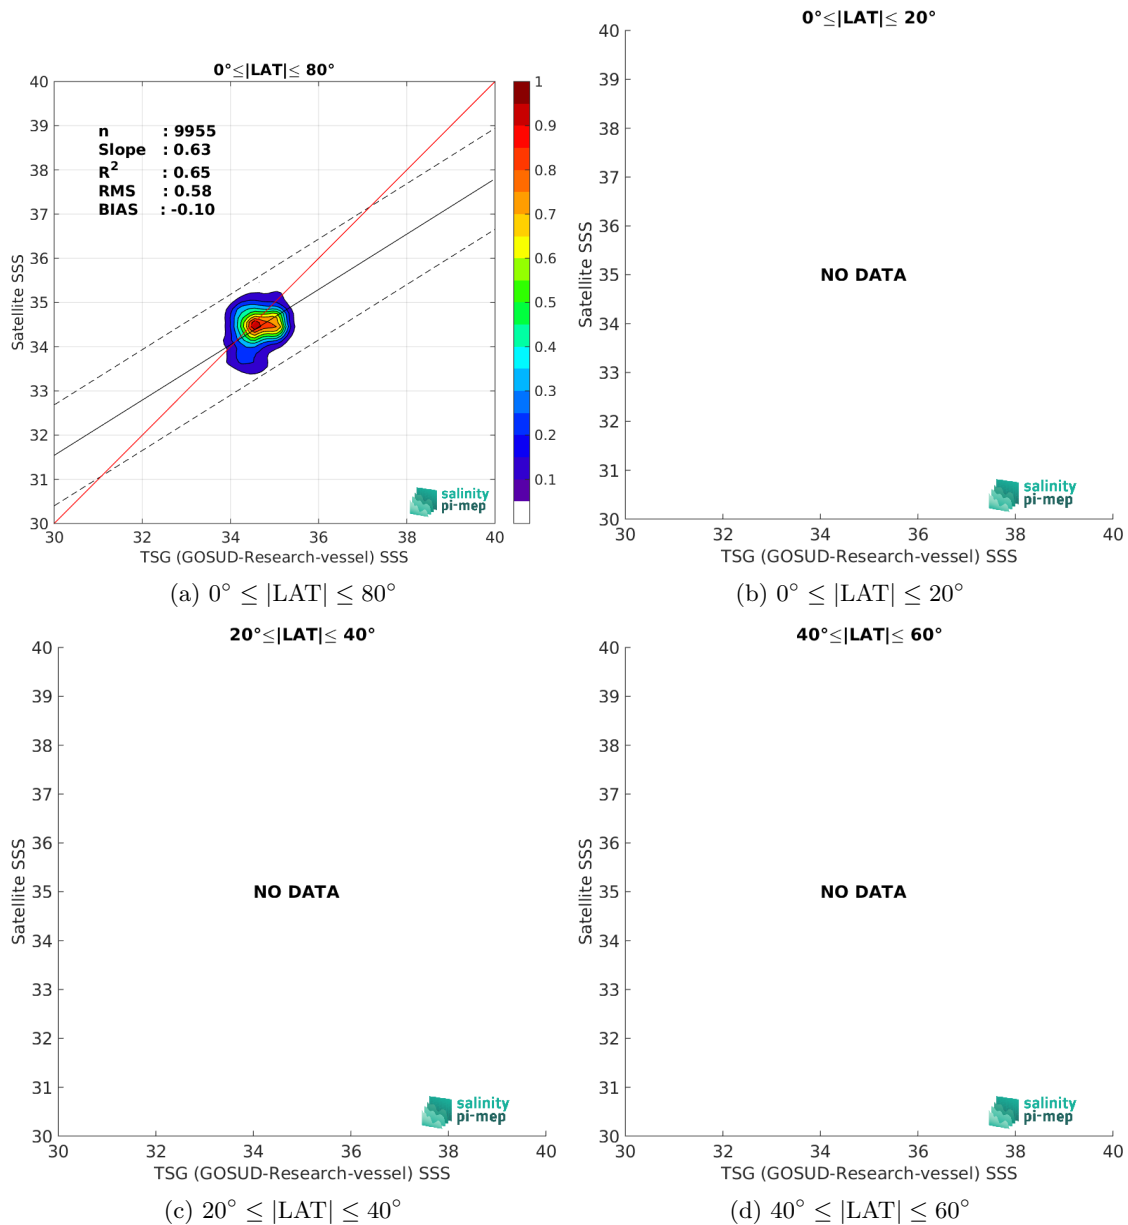 0°≤|LAT|≤ 80°
40
39
38
37
36
35
34
33
32
31
30
n : 9955
Slope : 0.63
R2 : 0.65
RMS : 0.58
BIAS : -0.10
Satellite SSS
30 32 34 36 38 40
TSG (GOSUD-Research-vessel) SSS
1
0.9
0.8
0.7
0.6
0.5
0.4
0.3
0.2
0.1
salinity
pi-mep
(a) 0° ≤ |LAT| ≤ 80°
0°≤|LAT|≤ 20°
40
39
38
37
36
35
34
33
32
31
30
Satellite SSS
NO DATA
salinity
pi-mep
30 32 34 36 38 40
TSG (GOSUD-Research-vessel) SSS
(b) 0° ≤ |LAT| ≤ 20°
20°≤|LAT|≤ 40°
40
39
38
37
36
35
34
33
32
31
30
Satellite SSS
NO DATA
salinity
pi-mep
30 32 34 36 38 40
TSG (GOSUD-Research-vessel) SSS
(c) 20° ≤ |LAT| ≤ 40°
40°≤|LAT|≤ 60°
40
39
38
37
36
35
34
33
32
31
30
Satellite SSS
NO DATA
salinity
pi-mep
30 32 34 36 38 40
TSG (GOSUD-Research-vessel) SSS
(d) 40° ≤ |LAT| ≤ 60°